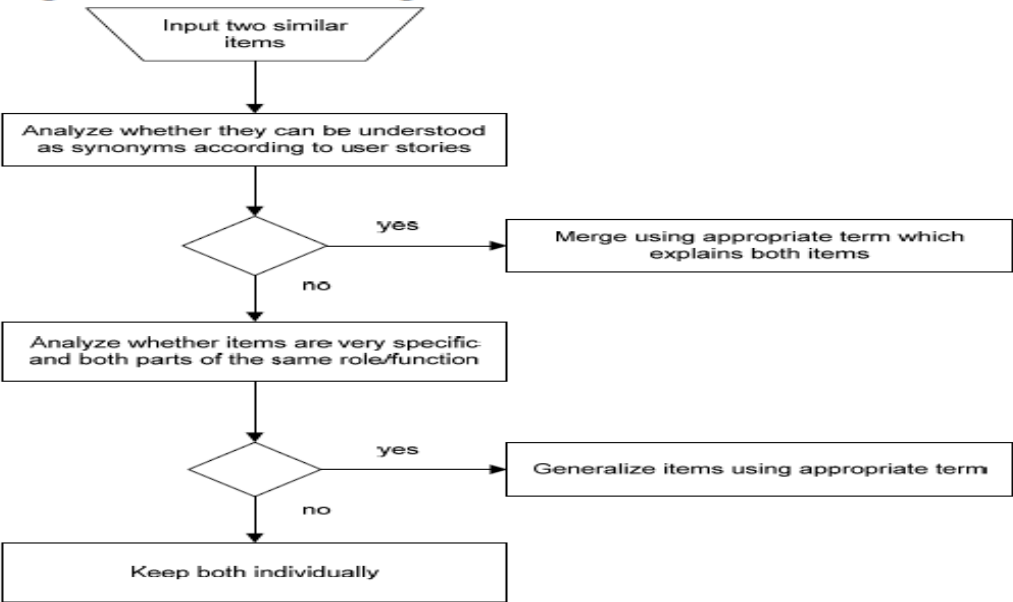 Input two similar
items
Analyze whether they can be understood
as synonyms according to user stories
yes
Merge using appropriate term which
explains both items
no
Analyze whether items are very specific
and both parts of the same role/function
yes
Generalize items using appropriate term
no
Keep both individually